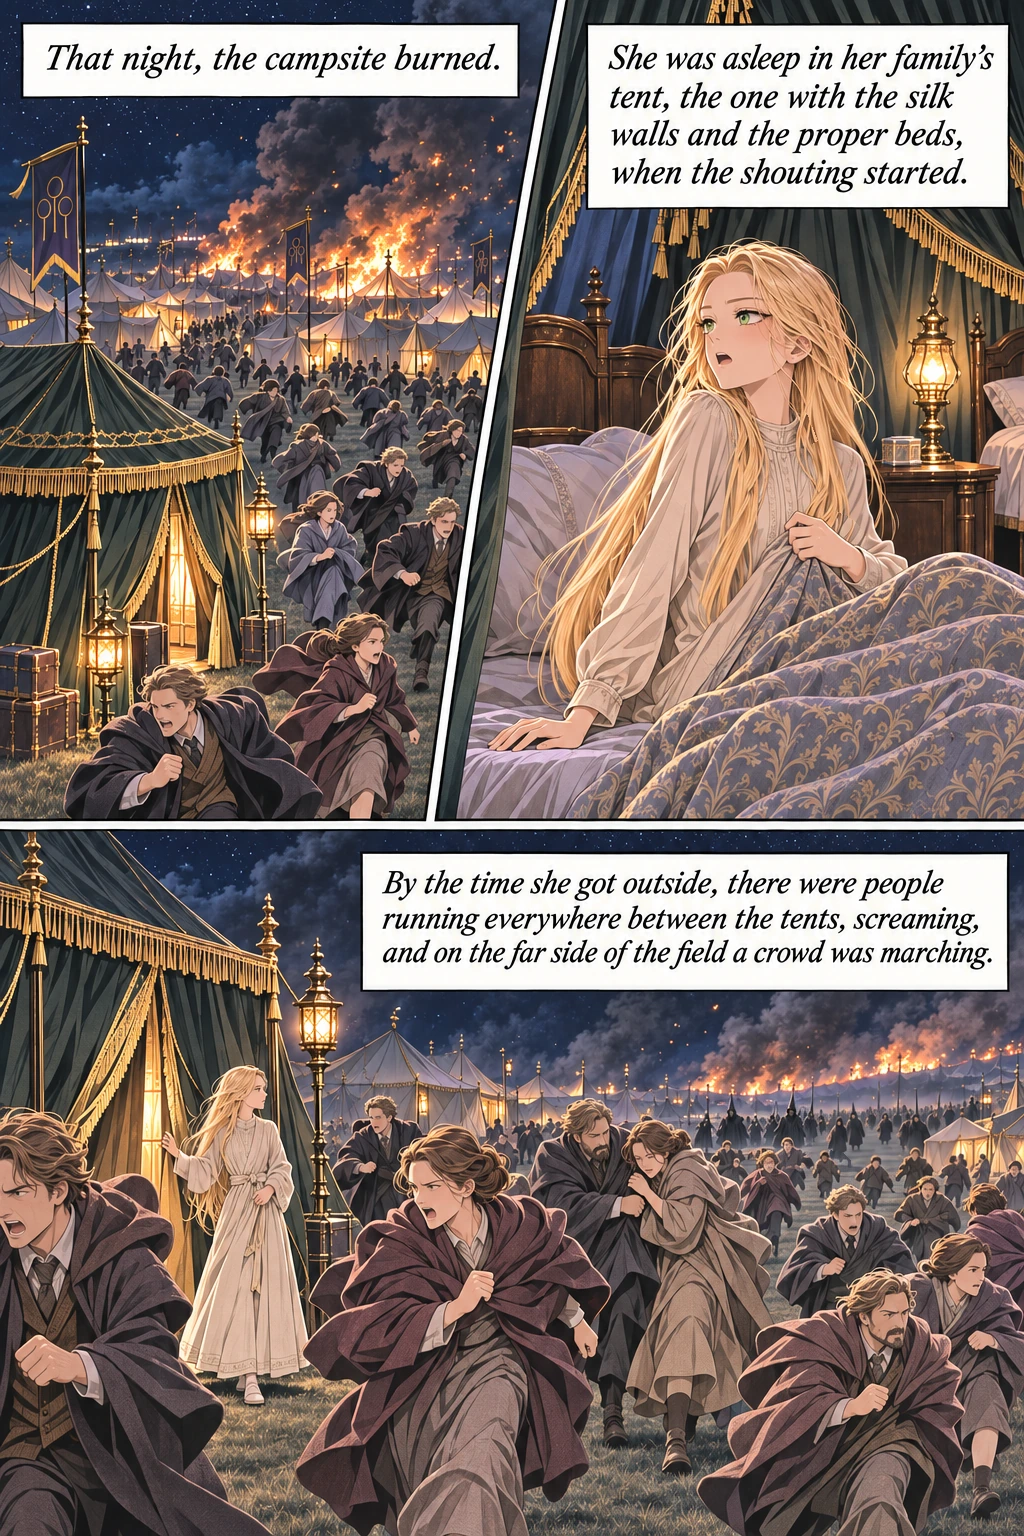 That night, the campsite burned.
She was asleep in her family's
tent, the one with the silk
walls and the proper beds,
when the shouting started.
By the time she got outside, there were people
running everywhere between the tents, screaming,
and on the far side of the field a crowd was marching.